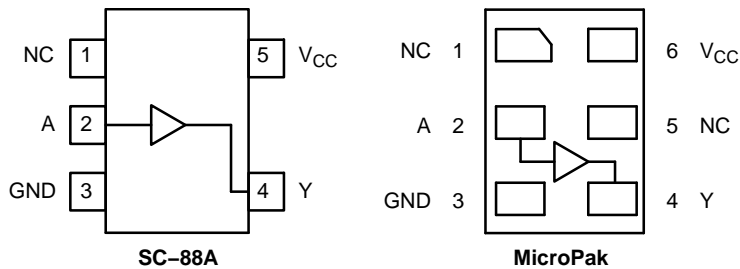 NC 1 5 VCC
A 2
GND 3 4 Y
SC–88A
NC 1 6 VCC
A 2 5 NC
GND 3 4 Y
MicroPak